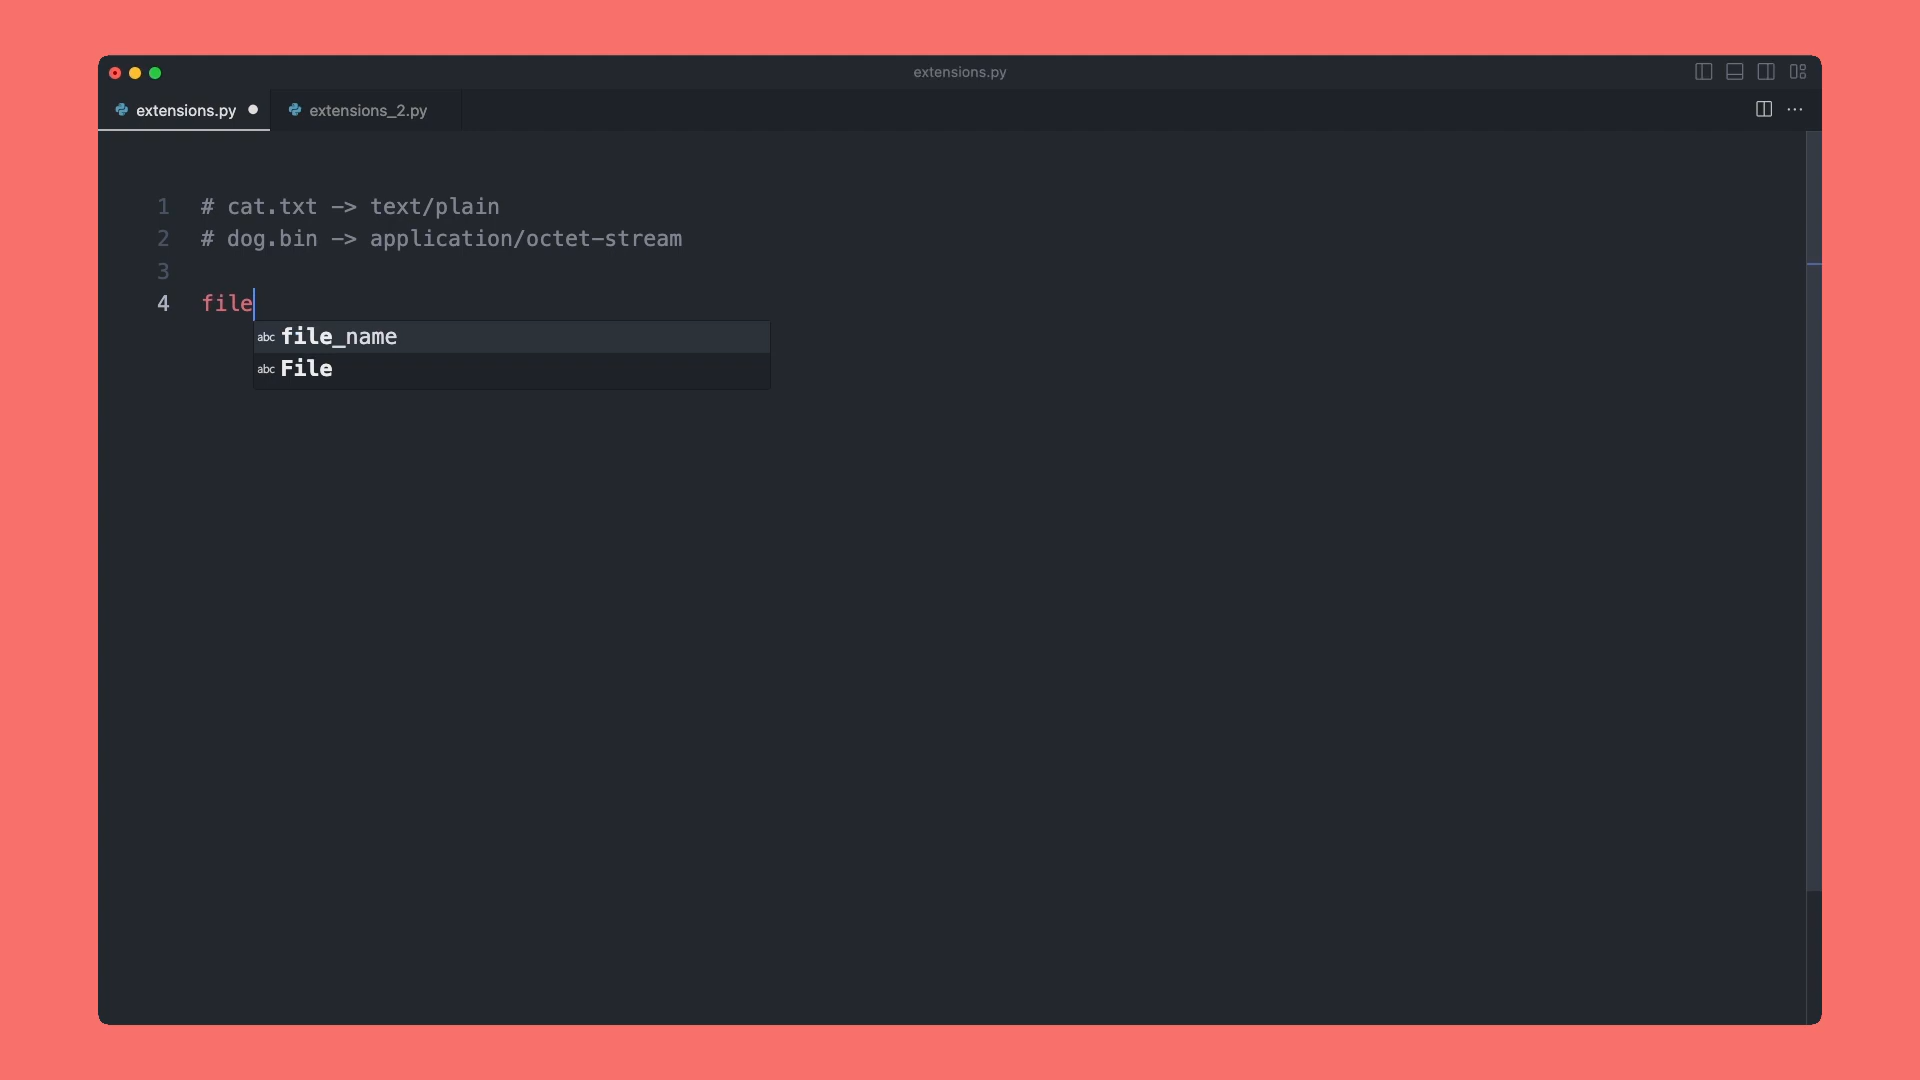 extensions.py
extensions.py
extensions_2.py
1 # cat.txt -> text/plain
2 # dog.bin -> application/octet-stream
3
4 file
abc file_name
abc File